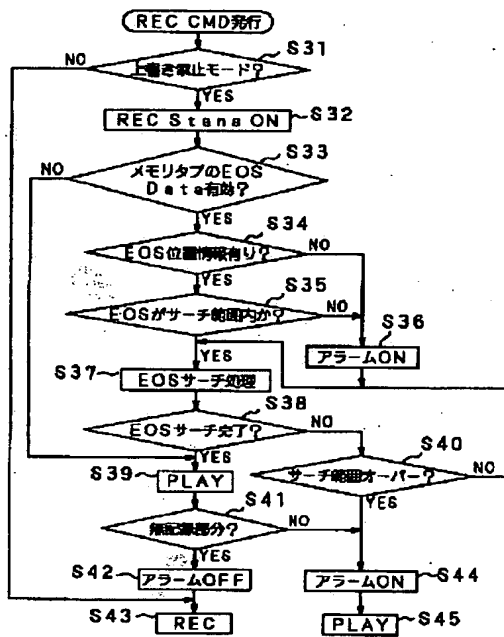 REC CMD発行
S31
NO
上書き禁止モード?
YES
REC Stans ON
S32
S33
NO
メモリタブのEOS
Data有効?
YES
S34
EOS位置情報有り?
NO
YES
S35
EOSがサーチ範囲内か?
NO
S36
YES
アラームON
S37
EOSサーチ処理
S38
EOSサーチ完了?
NO
S40
YES
S39
PLAY
サーチ範囲オーバー?
NO
S41
YES
無記録部分?
NO
YES
S42
アラームOFF
アラームON
S44
S43
REC
PLAY
S45